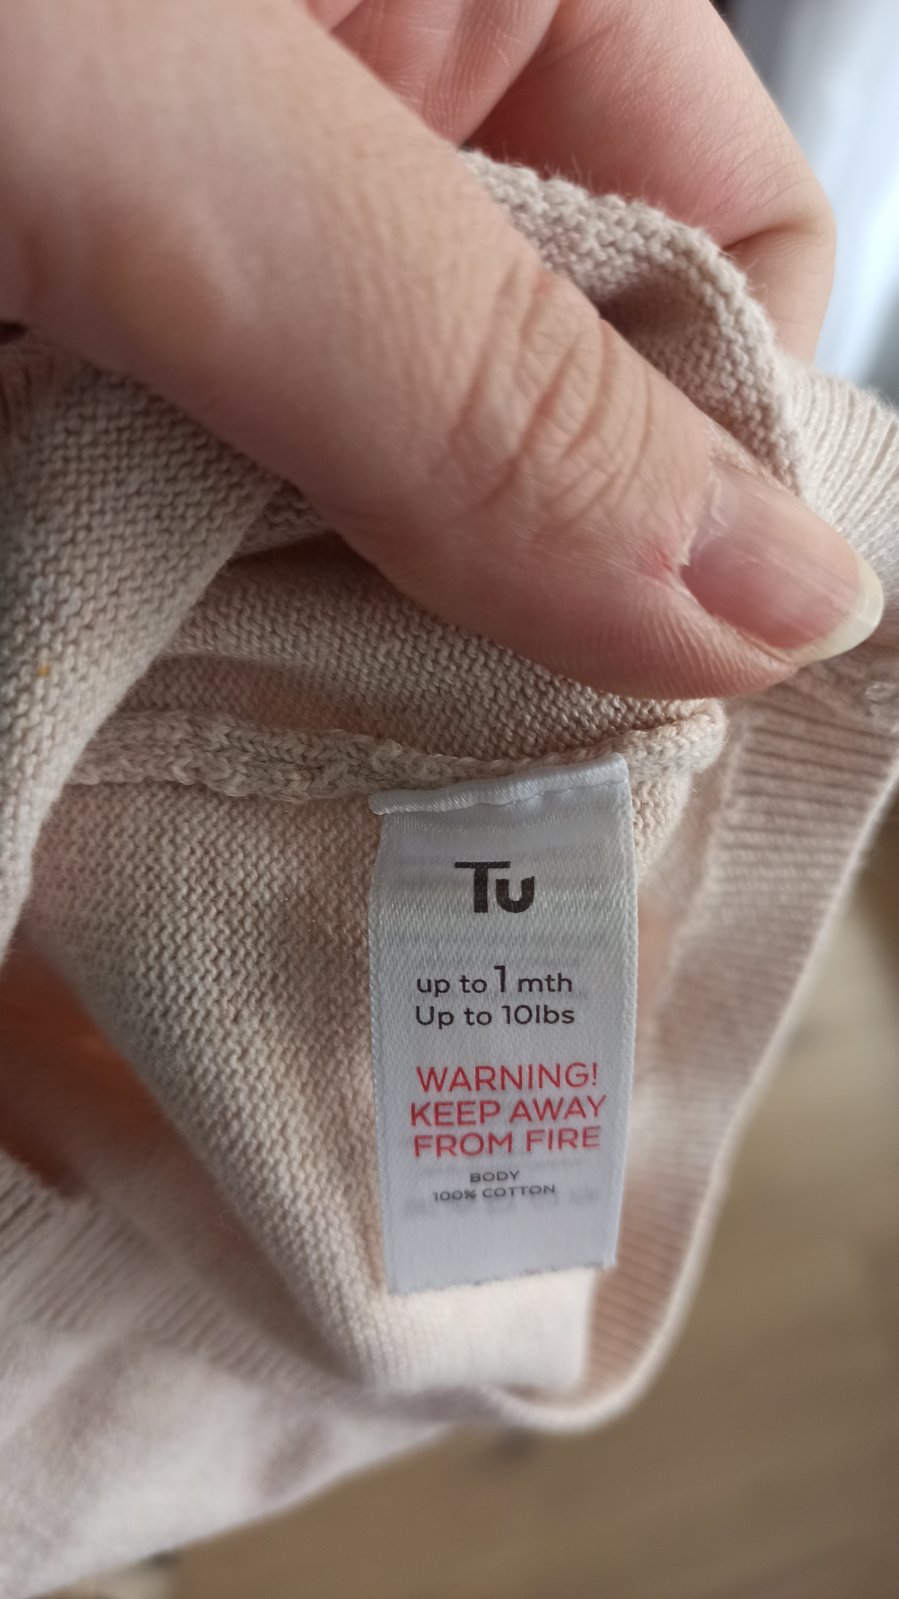 Tu
up to 1 mth
Up to 10lbs
WARNING!
KEEP AWAY
FROM FIRE
BODY
100% COTTON